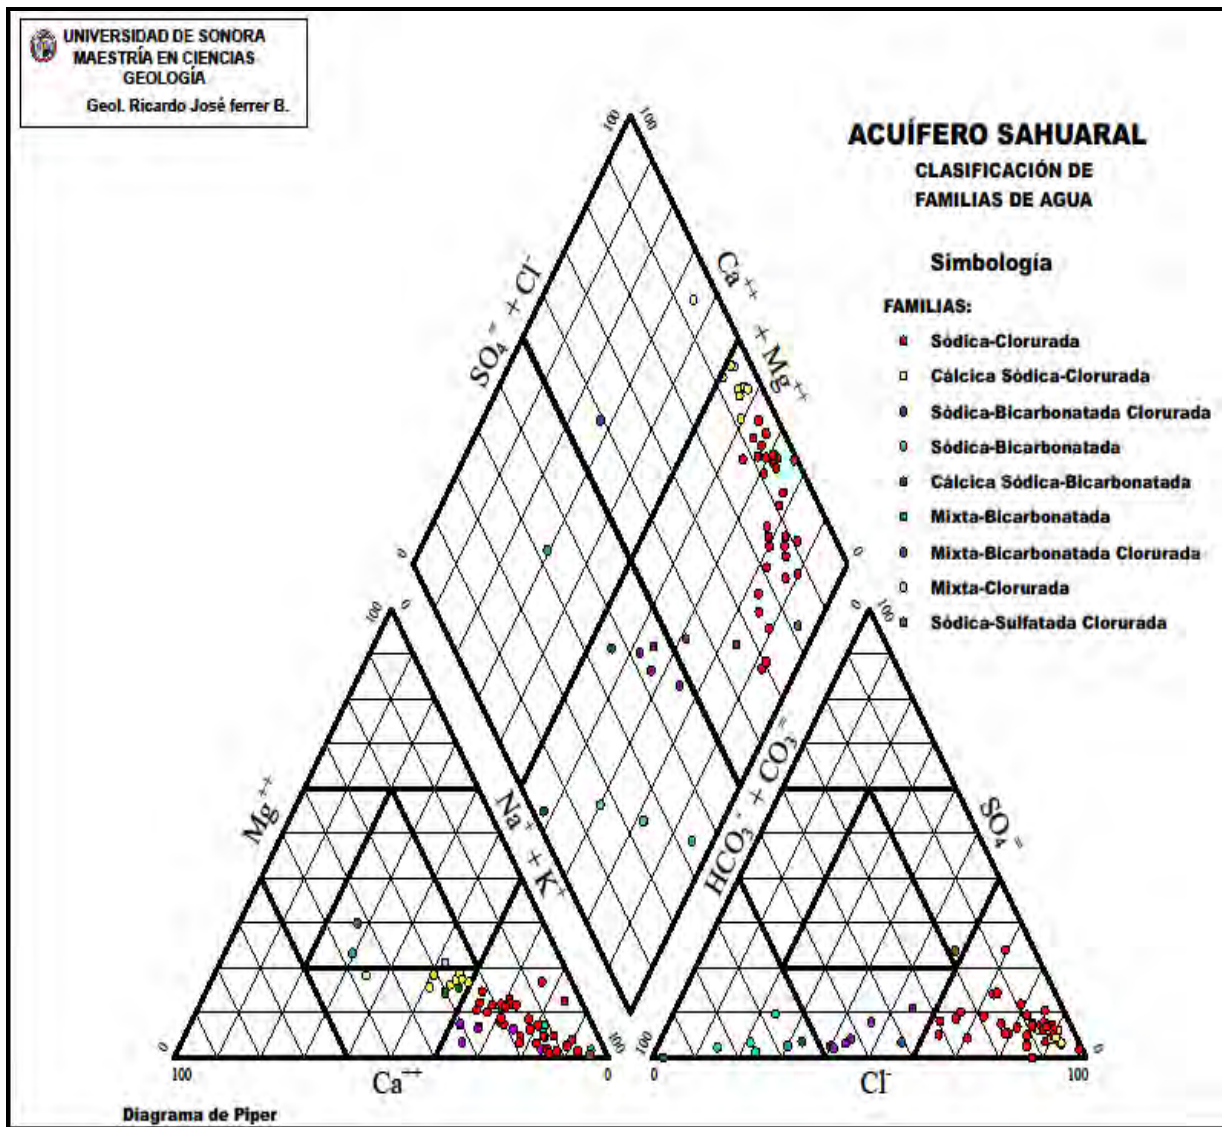 UNIVERSIDAD DE SONORA
MAESTRÍA EN CIENCIAS
GEOLOGÍA
Geol. Ricardo José ferrer B.
ACUÍFERO SAHUARAL
CLASIFICACIÓN DE
FAMILIAS DE AGUA
Simbología
FAMILIAS:
Sódica-Clorurada
Cálcica Sódica-Clorurada
Sódica-Bicarbonatada Clorurada
Sódica-Bicarbonatada
Cálcica Sódica-Bicarbonatada
Mixta-Bicarbonatada
Mixta-Bicarbonatada Clorurada
Mixta-Clorurada
Sódica-Sulfatada Clorurada
100 100
SO₄⁼ + Cl⁻
Ca⁺⁺ + Mg⁺⁺
0 0
100 0
0 100
Mg⁺⁺
Na⁺ + K⁺
HCO₃⁻ + CO₃⁼
SO₄⁼
0 100 100 0
100 Ca⁺⁺ 0
0 Cl⁻ 100
Diagrama de Piper